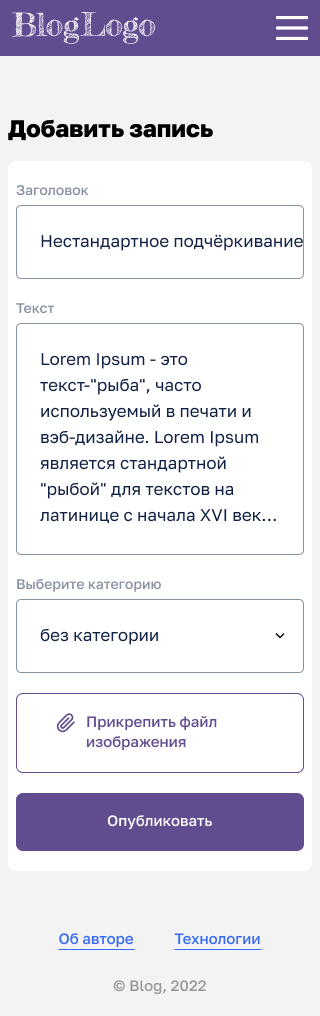 BlogLogo
Добавить запись
Заголовок
Нестандартное подчёркивание
Текст
Lorem Ipsum - это
текст-"рыба", часто
используемый в печати и
вэб-дизайне. Lorem Ipsum
является стандартной
"рыбой" для текстов на
латинице с начала XVI век...
Выберите категорию
без категории
Прикрепить файл
изображения
Опубликовать
Об авторе Технологии
© Blog, 2022